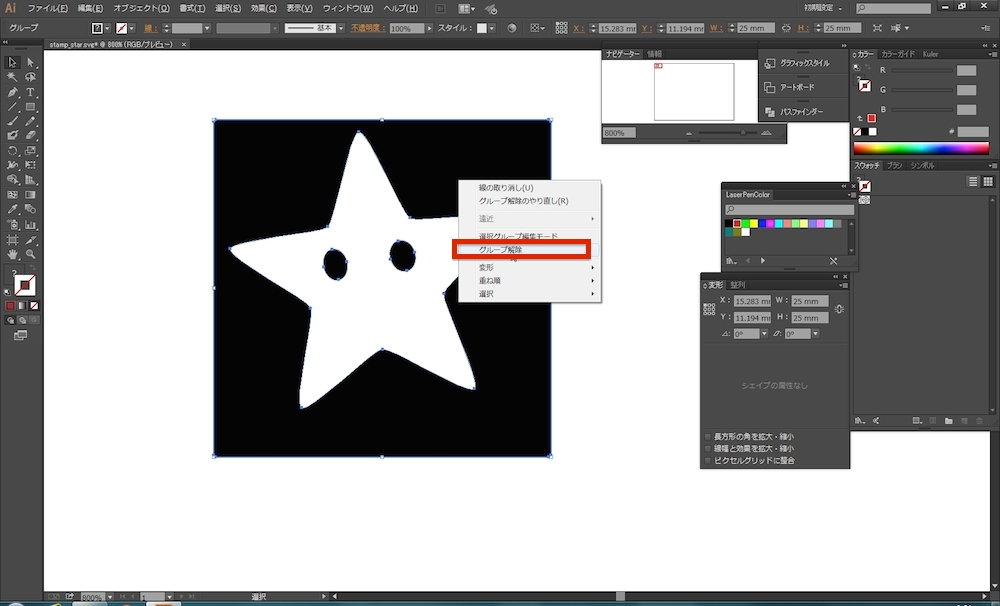 Ai ファイル(F) 編集(E) オブジェクト(O) 書式(T) 選択(S) 効果(C) 表示(V) ウィンドウ(W) ヘルプ(H) Br 初期設定
グループ 線: 基本 不透明度: 100% スタイル: X: 15.283 mm Y: 11.194 mm W: 25 mm H: 25 mm
stamp_star.svg* @ 800% (RGB/プレビュー) ×
ナビゲーター 情報
800%
グラフィックスタイル
アートボード
パスファインダー
カラー カラーガイド Kuler
R
G
B
#
スウォッチ ブラシ シンボル
線の取り消し(U)
グループ解除のやり直し(R)
遠近
選択グループ編集モード
グループ解除
変形
重ね順
選択
LaserPenColor
変形 整列
X: 15.283 mm W: 25 mm
Y: 11.194 mm H: 25 mm
0° 0°
シェイプの属性なし
長方形の角を拡大・縮小
線幅と効果を拡大・縮小
ピクセルグリッドに整合
800% 1 選択